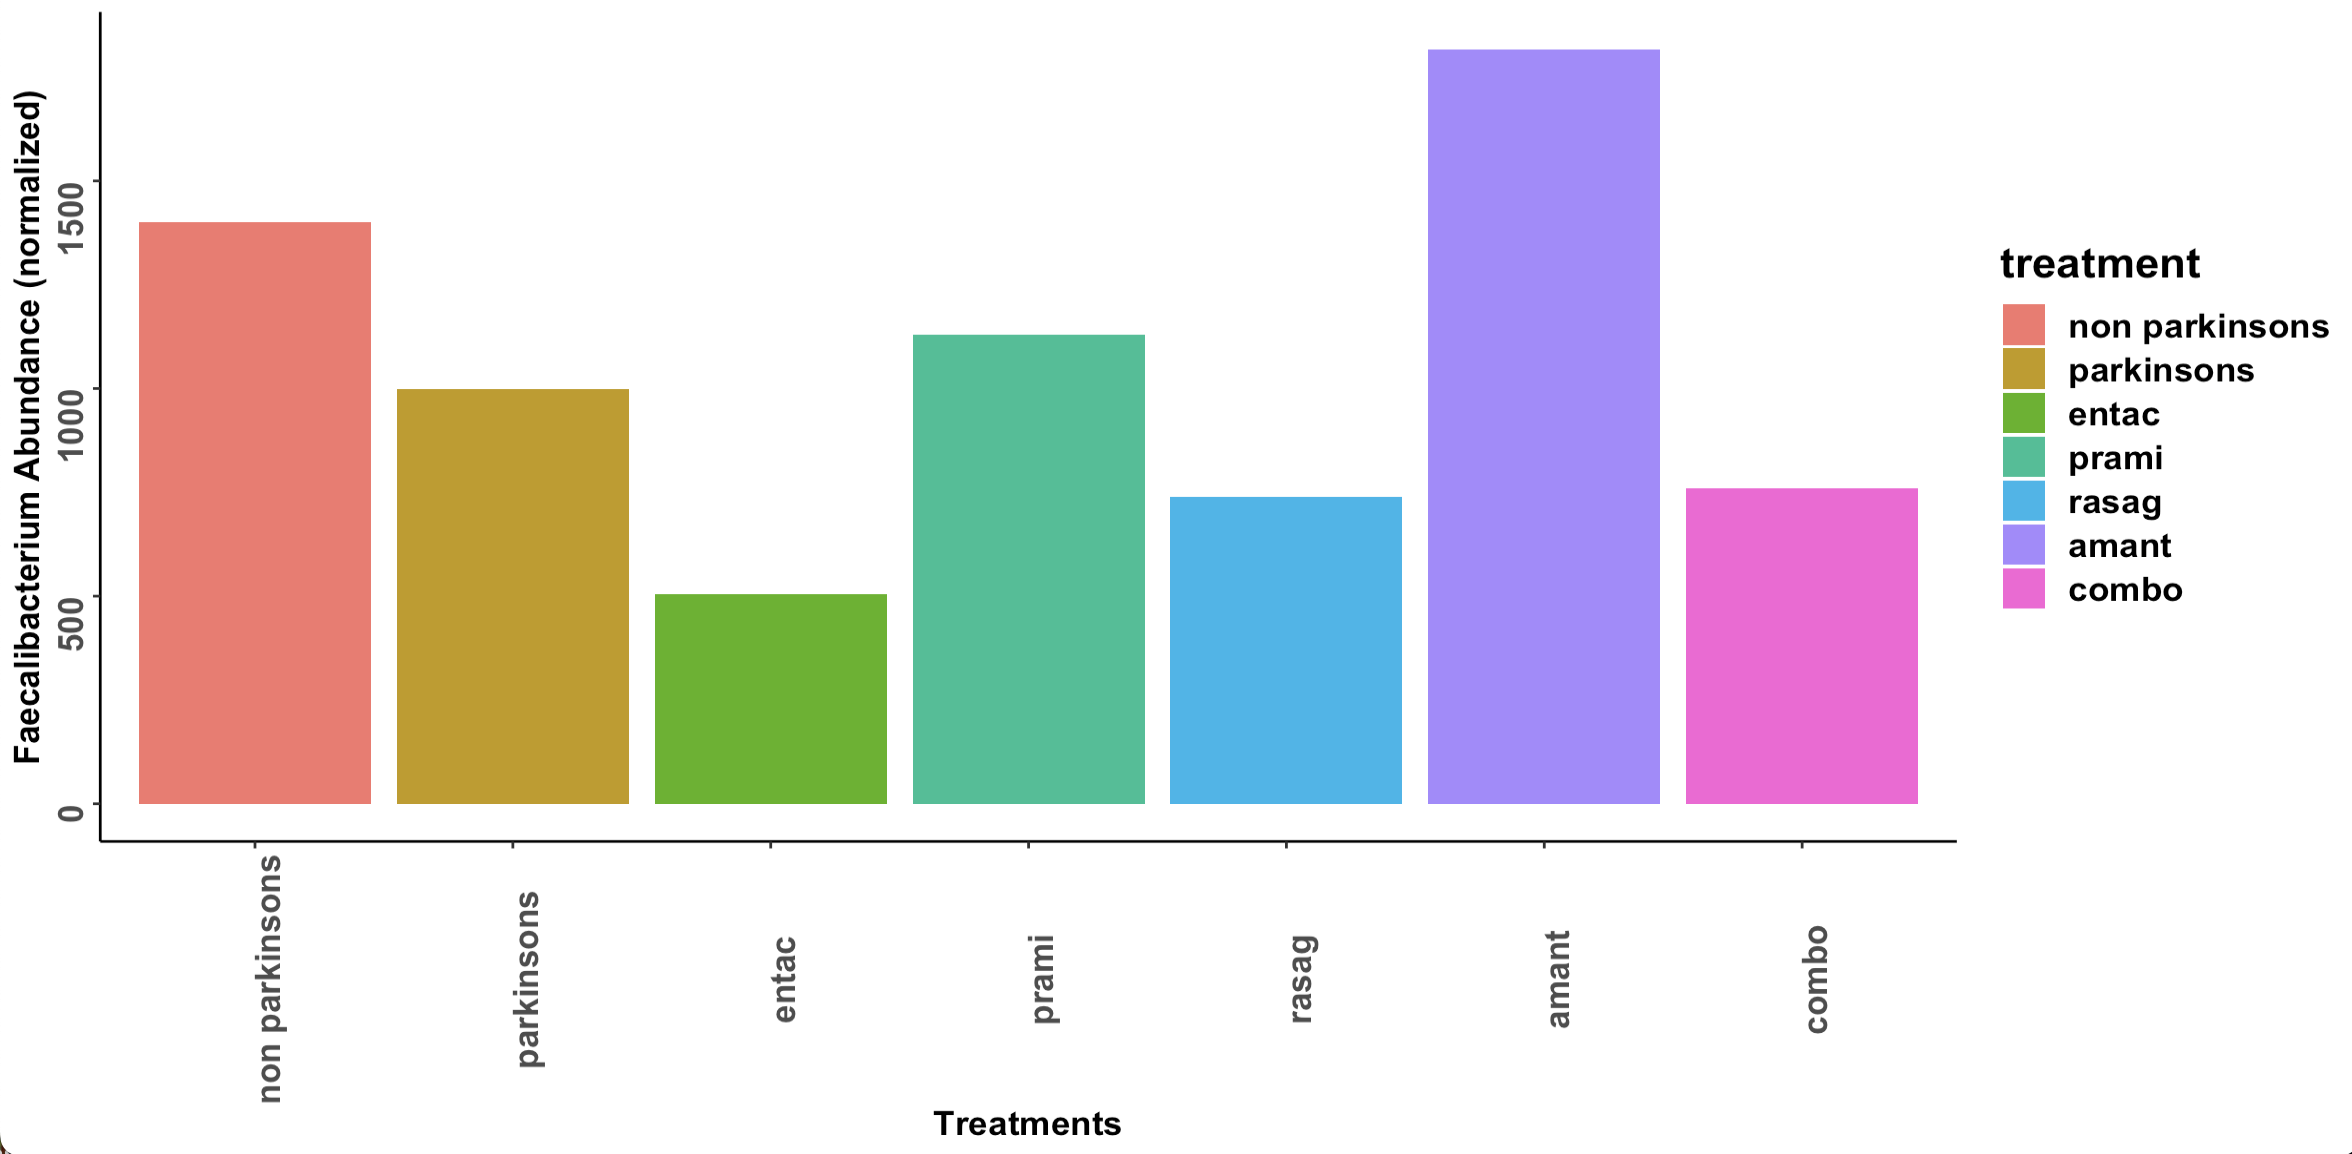 Faecalibacterium Abundance (normalized)
1500
1000
500
0
non parkinsons
parkinsons
entac
prami
rasag
amant
combo
Treatments
treatment
non parkinsons
parkinsons
entac
prami
rasag
amant
combo